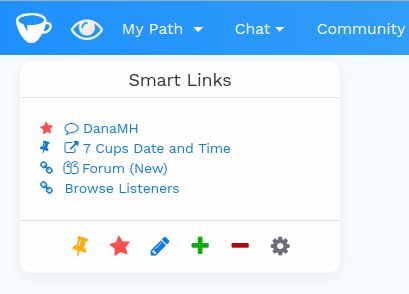 My Path
Chat
Community
Smart Links
DanaMH
7 Cups Date and Time
Forum (New)
Browse Listeners